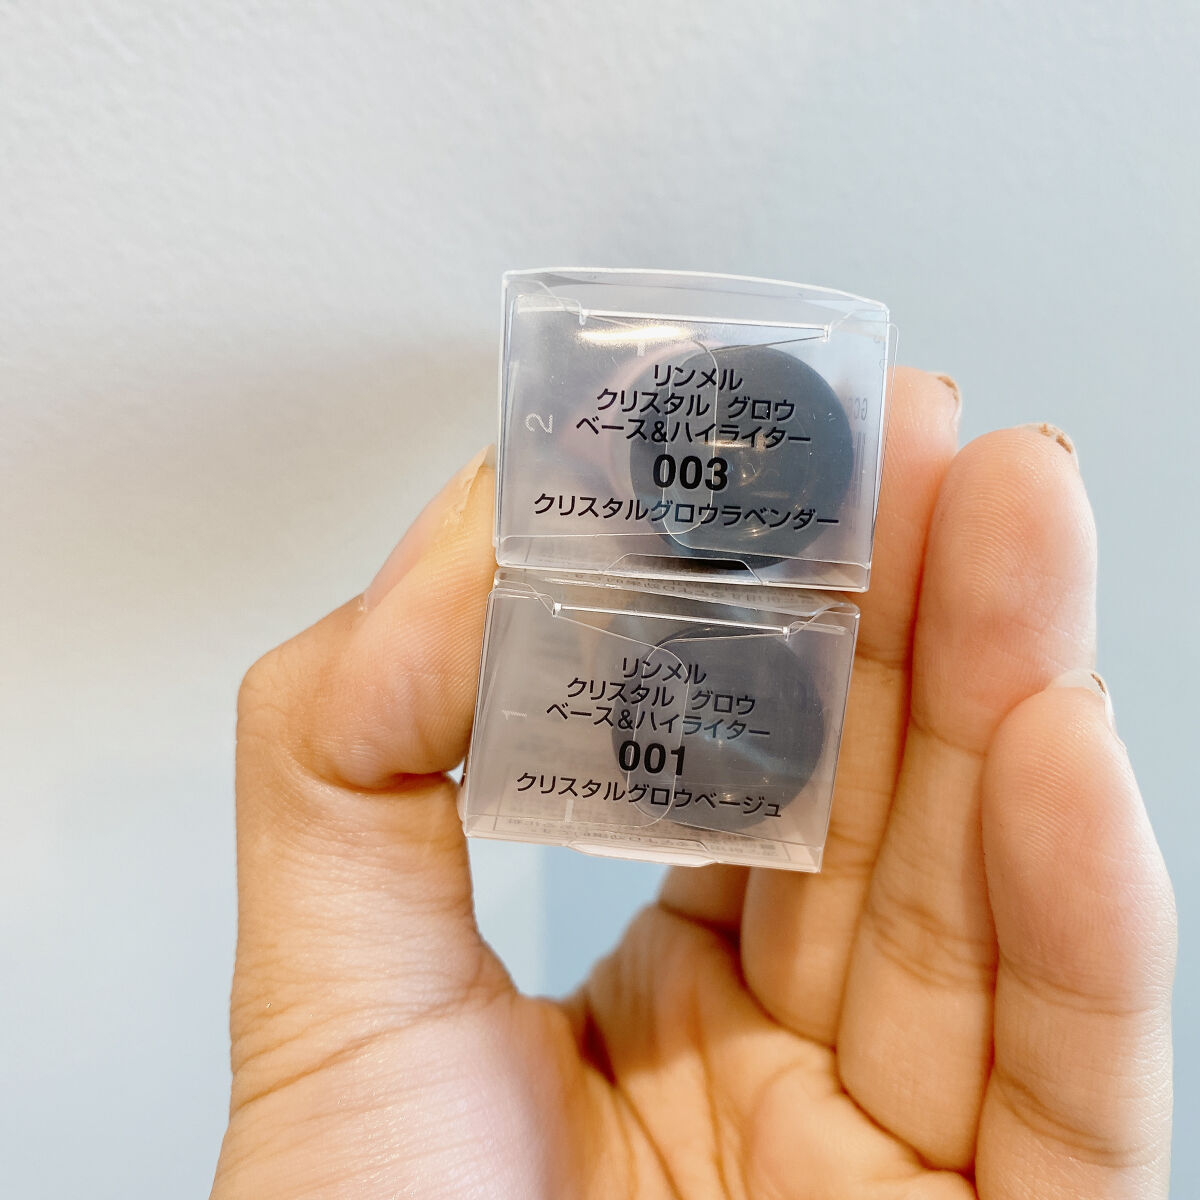 リンメル
クリスタル グロウ
ベース&ハイライター
003
クリスタルグロウラベンダー
2
リンメル
クリスタル グロウ
ベース&ハイライター
001
クリスタルグロウベージュ
1